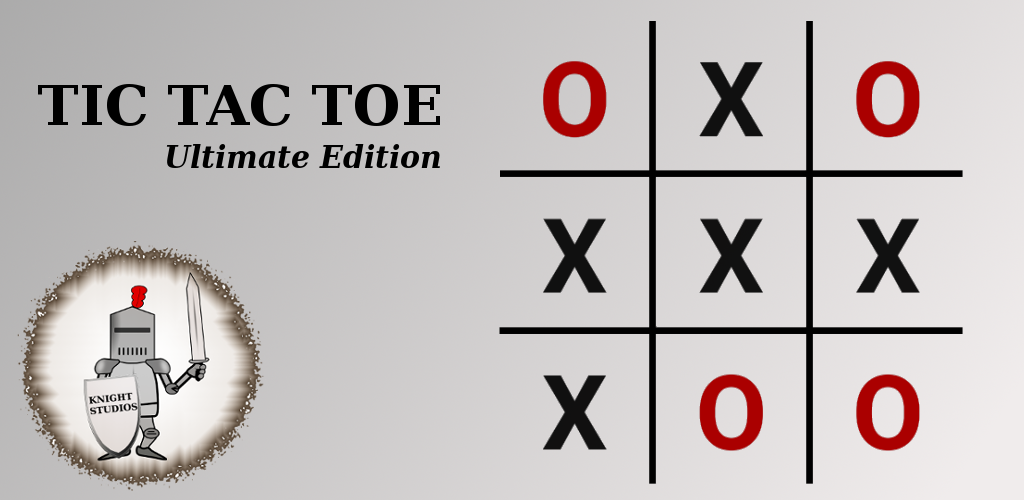 TIC TAC TOE
Ultimate Edition
O X O
X X X
X O O
KNIGHT
STUDIOS